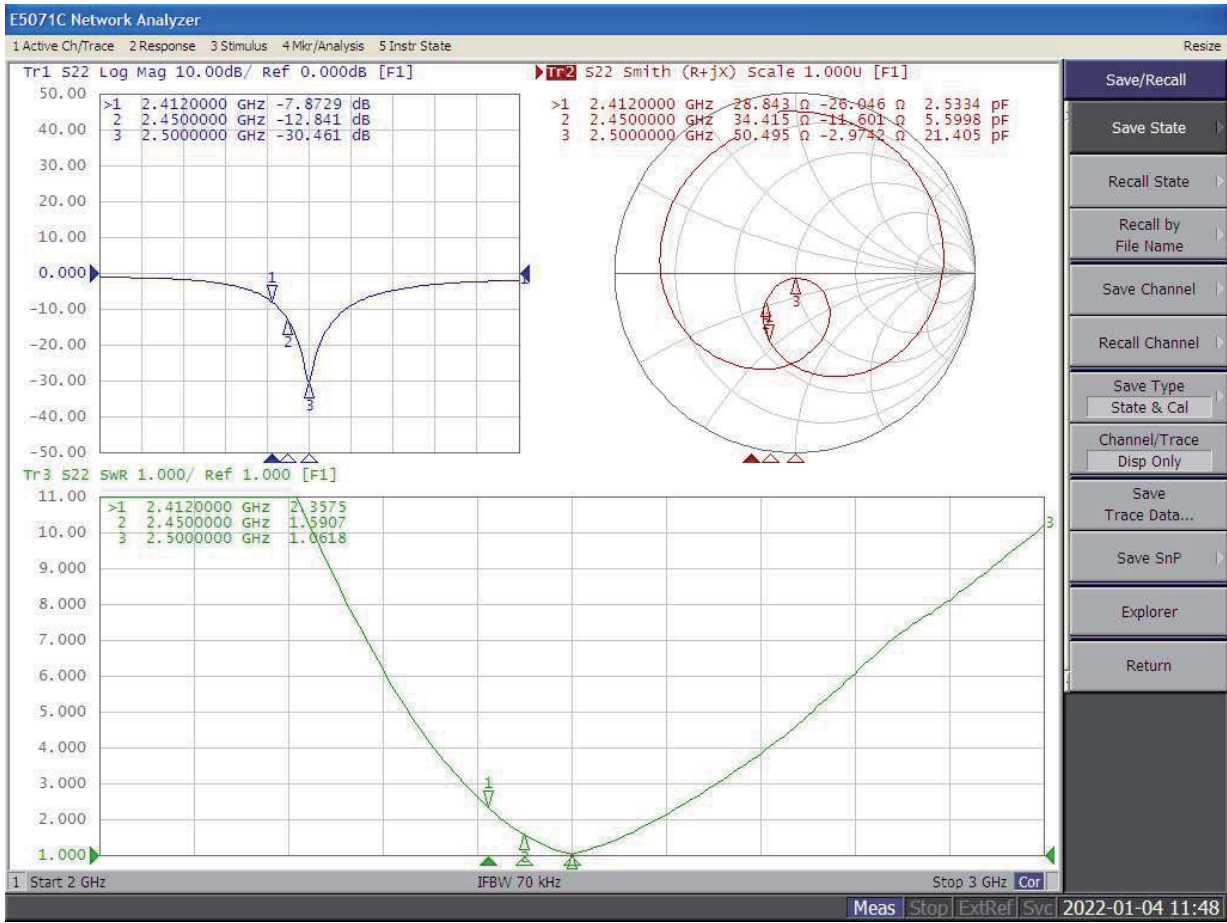 E5071C Network Analyzer
1 Active Ch/Trace 2 Response 3 Stimulus 4 Mkr/Analysis 5 Instr State
Resize
Tr1 S22 Log Mag 10.00dB/ Ref 0.000dB [F1]
50.00
40.00
30.00
20.00
10.00
0.000
-10.00
-20.00
-30.00
-40.00
-50.00
>1 2.4120000 GHz -7.8729 dB
2 2.4500000 GHz -12.841 dB
3 2.5000000 GHz -30.461 dB
1
2
3
1
Tr2 S22 Smith (R+jX) Scale 1.000U [F1]
>1 2.4120000 GHz 28.843 Ω -26.046 Ω 2.5334 pF
2 2.4500000 GHz 34.415 Ω -11.601 Ω 5.5998 pF
3 2.5000000 GHz 50.495 Ω -2.9742 Ω 21.405 pF
3
Tr3 S22 SWR 1.000/ Ref 1.000 [F1]
11.00
10.00
9.000
8.000
7.000
6.000
5.000
4.000
3.000
2.000
1.000
>1 2.4120000 GHz 2.3575
2 2.4500000 GHz 1.5907
3 2.5000000 GHz 1.0618
1
2
3
1 Start 2 GHz
IFBW 70 kHz
Stop 3 GHz Cor
Save/Recall
Save State
Recall State
Recall by
File Name
Save Channel
Recall Channel
Save Type
State & Cal
Channel/Trace
Disp Only
Save
Trace Data...
Save SnP
Explorer
Return
Meas Stop ExtRef Svc 2022-01-04 11:48